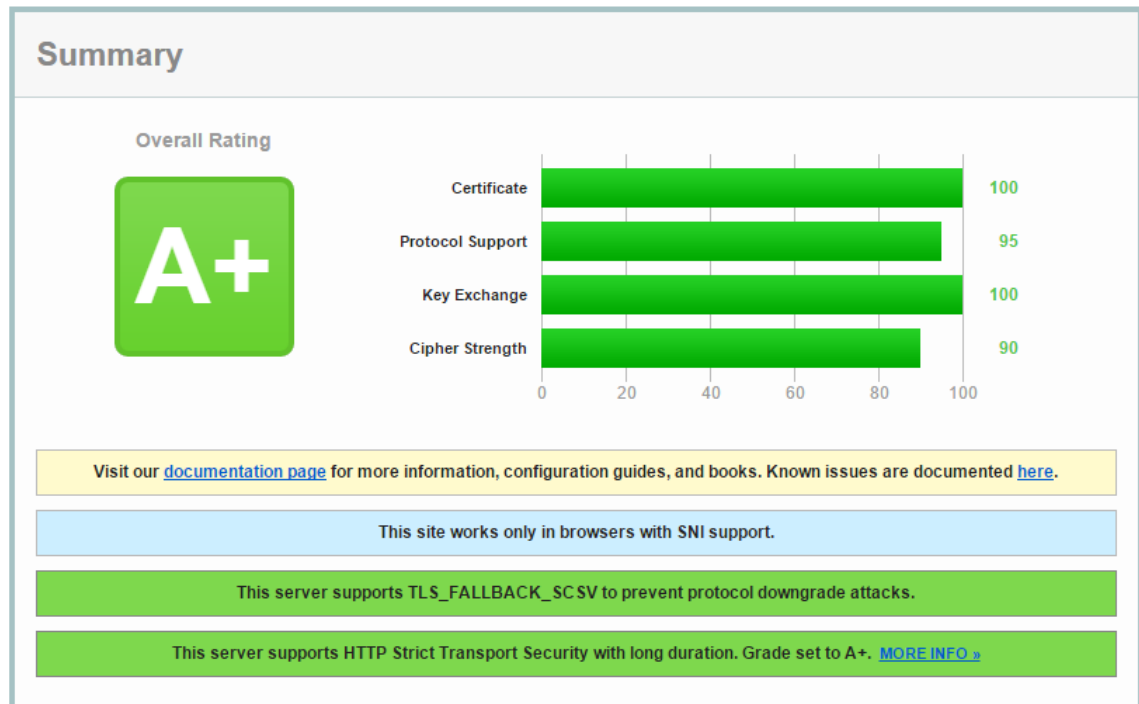 Summary
Overall Rating
A+
Certificate 100
Protocol Support 95
Key Exchange 100
Cipher Strength 90
0 20 40 60 80 100
Visit our documentation page for more information, configuration guides, and books. Known issues are documented here.
This site works only in browsers with SNI support.
This server supports TLS_FALLBACK_SCSV to prevent protocol downgrade attacks.
This server supports HTTP Strict Transport Security with long duration. Grade set to A+. MORE INFO »